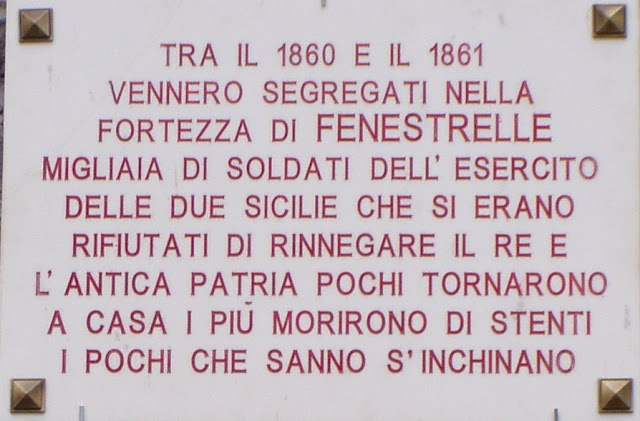 TRA IL 1860 E IL 1861
VENNERO SEGREGATI NELLA
FORTEZZA DI FENESTRELLE
MIGLIAIA DI SOLDATI DELL' ESERCITO
DELLE DUE SICILIE CHE SI ERANO
RIFIUTATI DI RINNEGARE IL RE E
L'ANTICA PATRIA POCHI TORNARONO
A CASA I PIÙ MORIRONO DI STENTI
I POCHI CHE SANNO S'INCHINANO